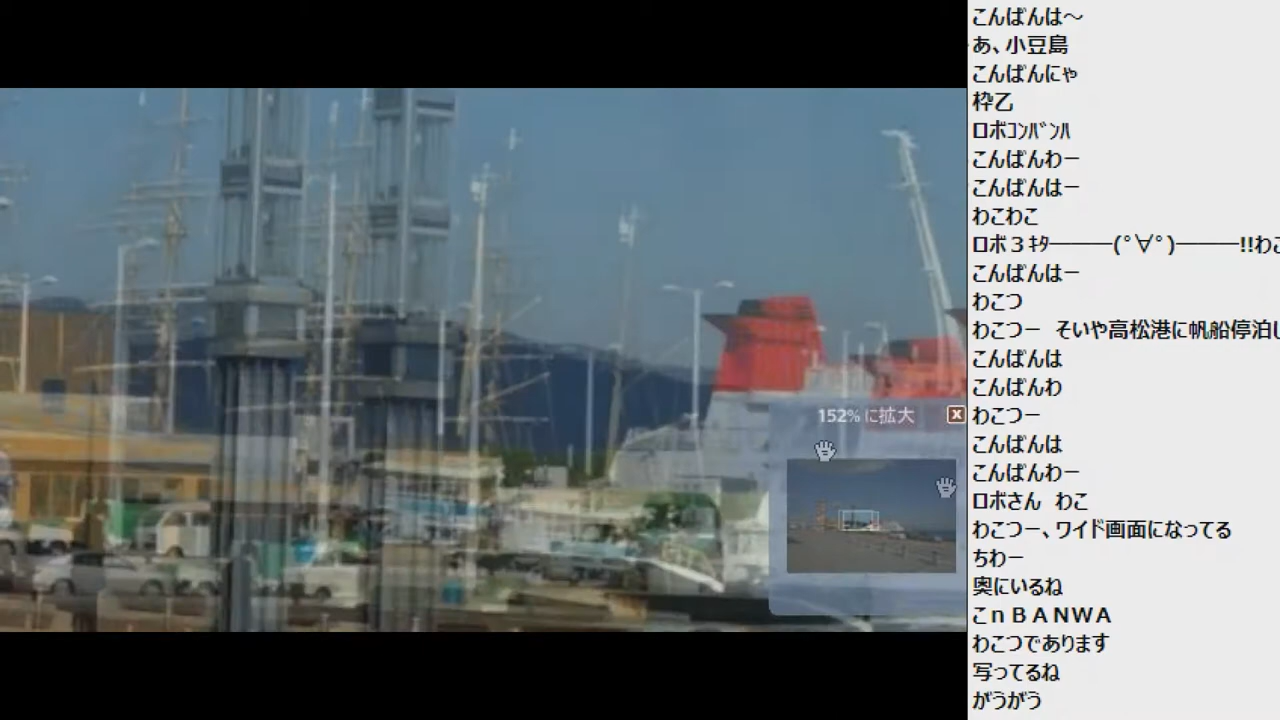 152% に拡大
こんばんは～
あ、小豆島
こんばんにゃ
枠乙
ロボｺﾝﾊﾞﾝﾊ
こんばんわー
こんばんはー
わこわこ
ロボ３ｷﾀ━━━(ﾟ∀ﾟ)━━━!!わこ
こんばんはー
わこつ
わこつー　そいや高松港に帆船停泊し
こんばんは
こんばんわ
わこつー
こんばんは
こんばんわー
ロボさん　わこ
わこつー、ワイド画面になってる
ちわー
奥にいるね
こｎＢＡＮＷＡ
わこつであります
写ってるね
がうがう